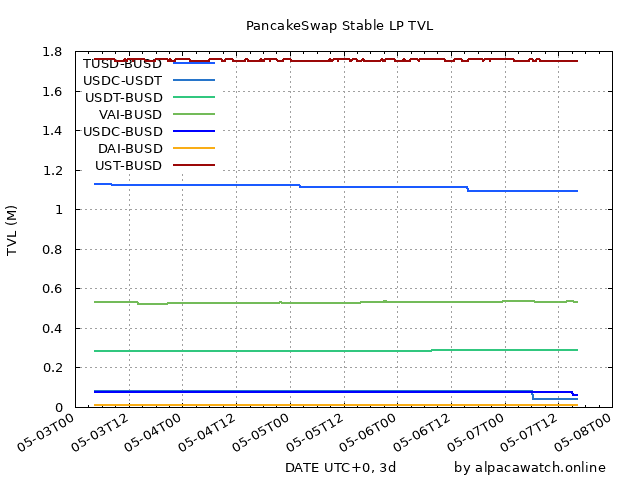 PancakeSwap Stable LP TVL
TVL (M)
1.8
1.6
1.4
1.2
1
0.8
0.6
0.4
0.2
0
TUSD-BUSD
USDC-USDT
USDT-BUSD
VAI-BUSD
USDC-BUSD
DAI-BUSD
UST-BUSD
05-03T00 05-03T12 05-04T00 05-04T12 05-05T00 05-05T12 05-06T00 05-06T12 05-07T00 05-07T12 05-08T00
DATE UTC+0, 3d by alpacawatch.online